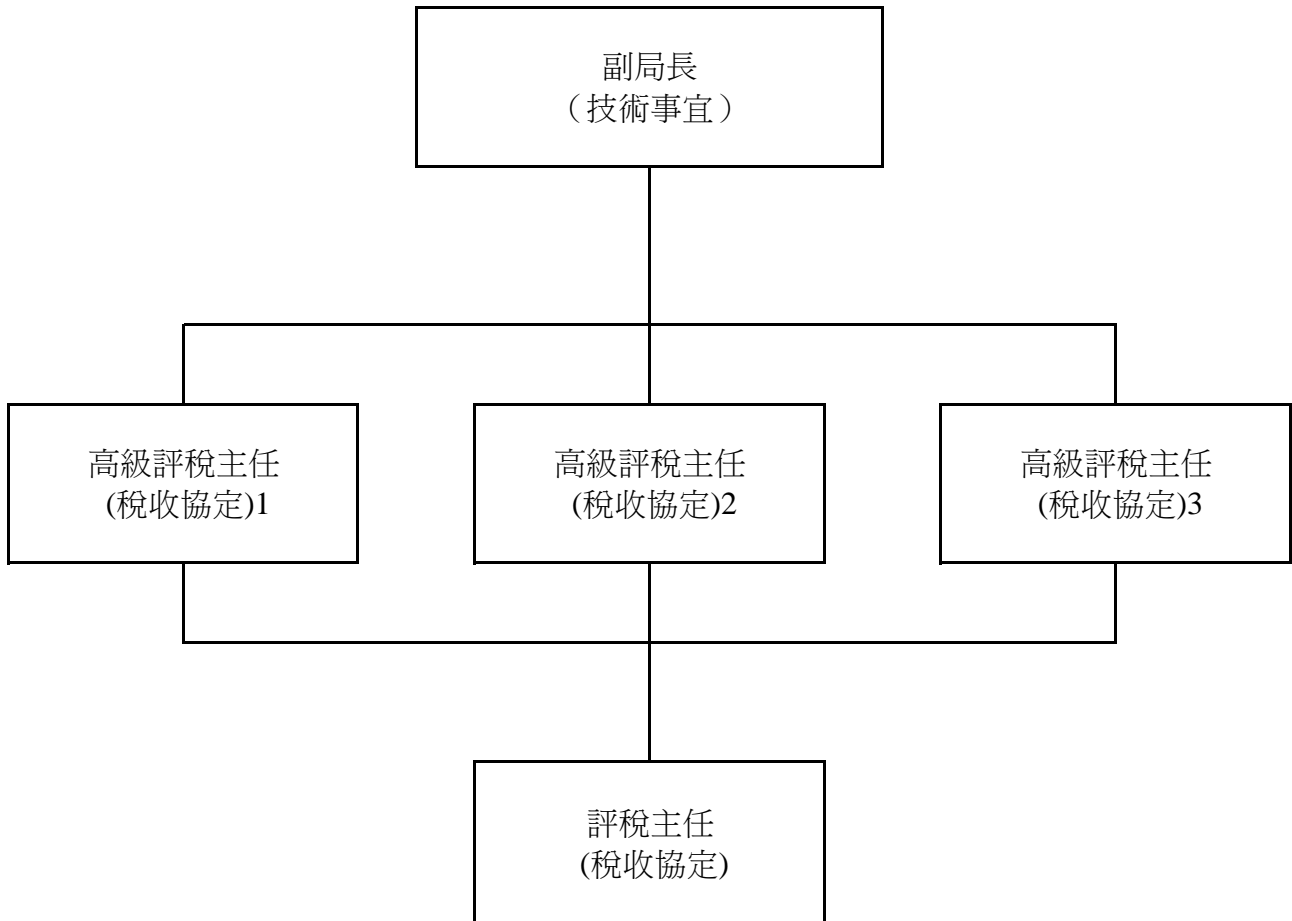 副局長
（技術事宜）
高級評稅主任
(稅收協定)1
高級評稅主任
(稅收協定)2
高級評稅主任
(稅收協定)3
評稅主任
(稅收協定)